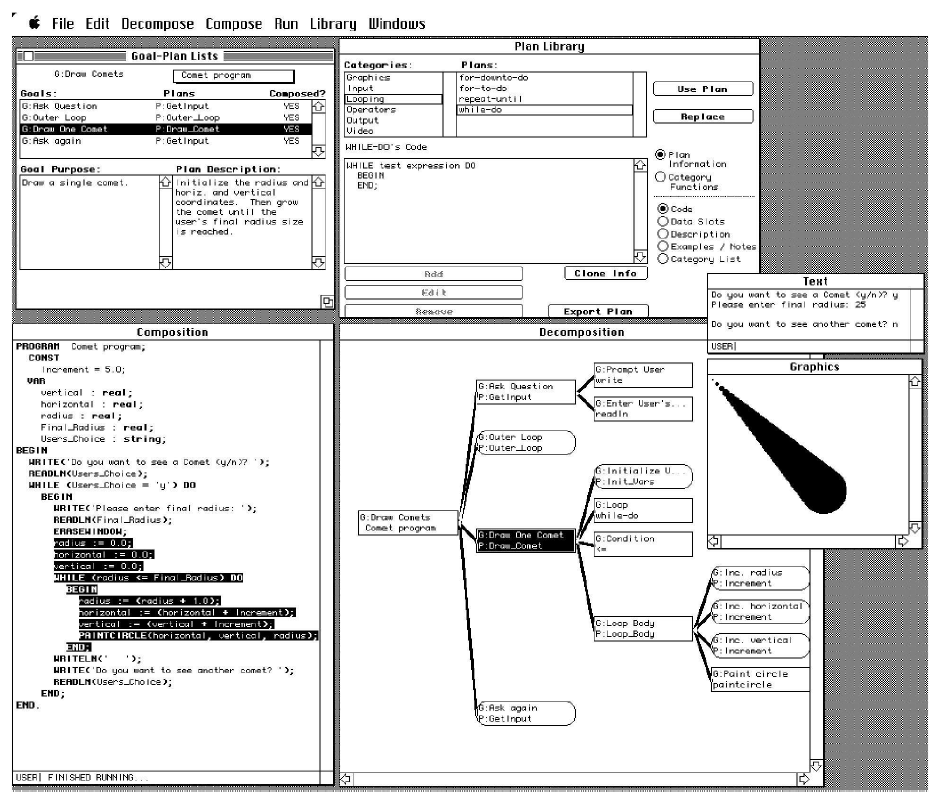 File Edit Decompose Compose Run Library Windows
Goal-Plan Lists
G:Draw Comets Comet program
Goals: Plans Composed?
G:Ask Question P:GetInput YES
G:Outer Loop P:Outer_Loop YES
G:Draw One Comet P:Draw_Comet YES
G:Ask again P:GetInput YES
Goal Purpose: Plan Description:
Draw a single comet.
Initialize the radius and
horiz. and vertical
coordinates. Then grow
the comet until the
user's final radius size
is reached.
Plan Library
Categories: Plans:
Graphics
Input
Looping
Operators
Output
Video
for-downto-do
for-to-do
repeat-until
while-do
Use Plan
Replace
WHILE-DO's Code
WHILE test expression DO
BEGIN
END;
Plan
Information
Category
Functions
Code
Data Slots
Description
Examples / Notes
Category List
Add
Edit
Remove
Clone Info
Export Plan
Text
Do you want to see a Comet (y/n)? y
Please enter final radius: 25
Do you want to see another comet? n
USER|
Graphics
Composition
PROGRAM Comet program;
CONST
Increment = 5.0;
VAR
vertical : real;
horizontal : real;
radius : real;
Final_Radius : real;
Users_Choice : string;
BEGIN
WRITE('Do you want to see a Comet (y/n)? ');
READLN(Users_Choice);
WHILE (Users_Choice = 'y') DO
BEGIN
WRITE('Please enter final radius: ');
READLN(Final_Radius);
ERASEWINDOW;
radius := 0.0;
horizontal := 0.0;
vertical := 0.0;
WHILE (radius <= Final_Radius) DO
BEGIN
radius := (radius + 1.0);
horizontal := (horizontal + Increment);
vertical := (vertical + Increment);
PAINTCIRCLE(horizontal, vertical, radius);
END;
WRITELN(' ');
WRITE('Do you want to see another comet? ');
READLN(Users_Choice);
END;
END.
USER| FINISHED RUNNING...
Decomposition
G:Draw Comets
Comet program
G:Ask Question
P:GetInput
G:Prompt User
write
G:Enter User's...
readln
G:Outer Loop
P:Outer_Loop
G:Draw One Comet
P:Draw_Comet
G:Initialize U...
P:Init_Vars
G:Loop
while-do
G:Condition
<=
G:Loop Body
P:Loop_Body
G:Inc. radius
P:Increment
G:Inc. horizontal
P:Increment
G:Inc. vertical
P:Increment
G:Paint circle
paintcircle
G:Ask again
P:GetInput